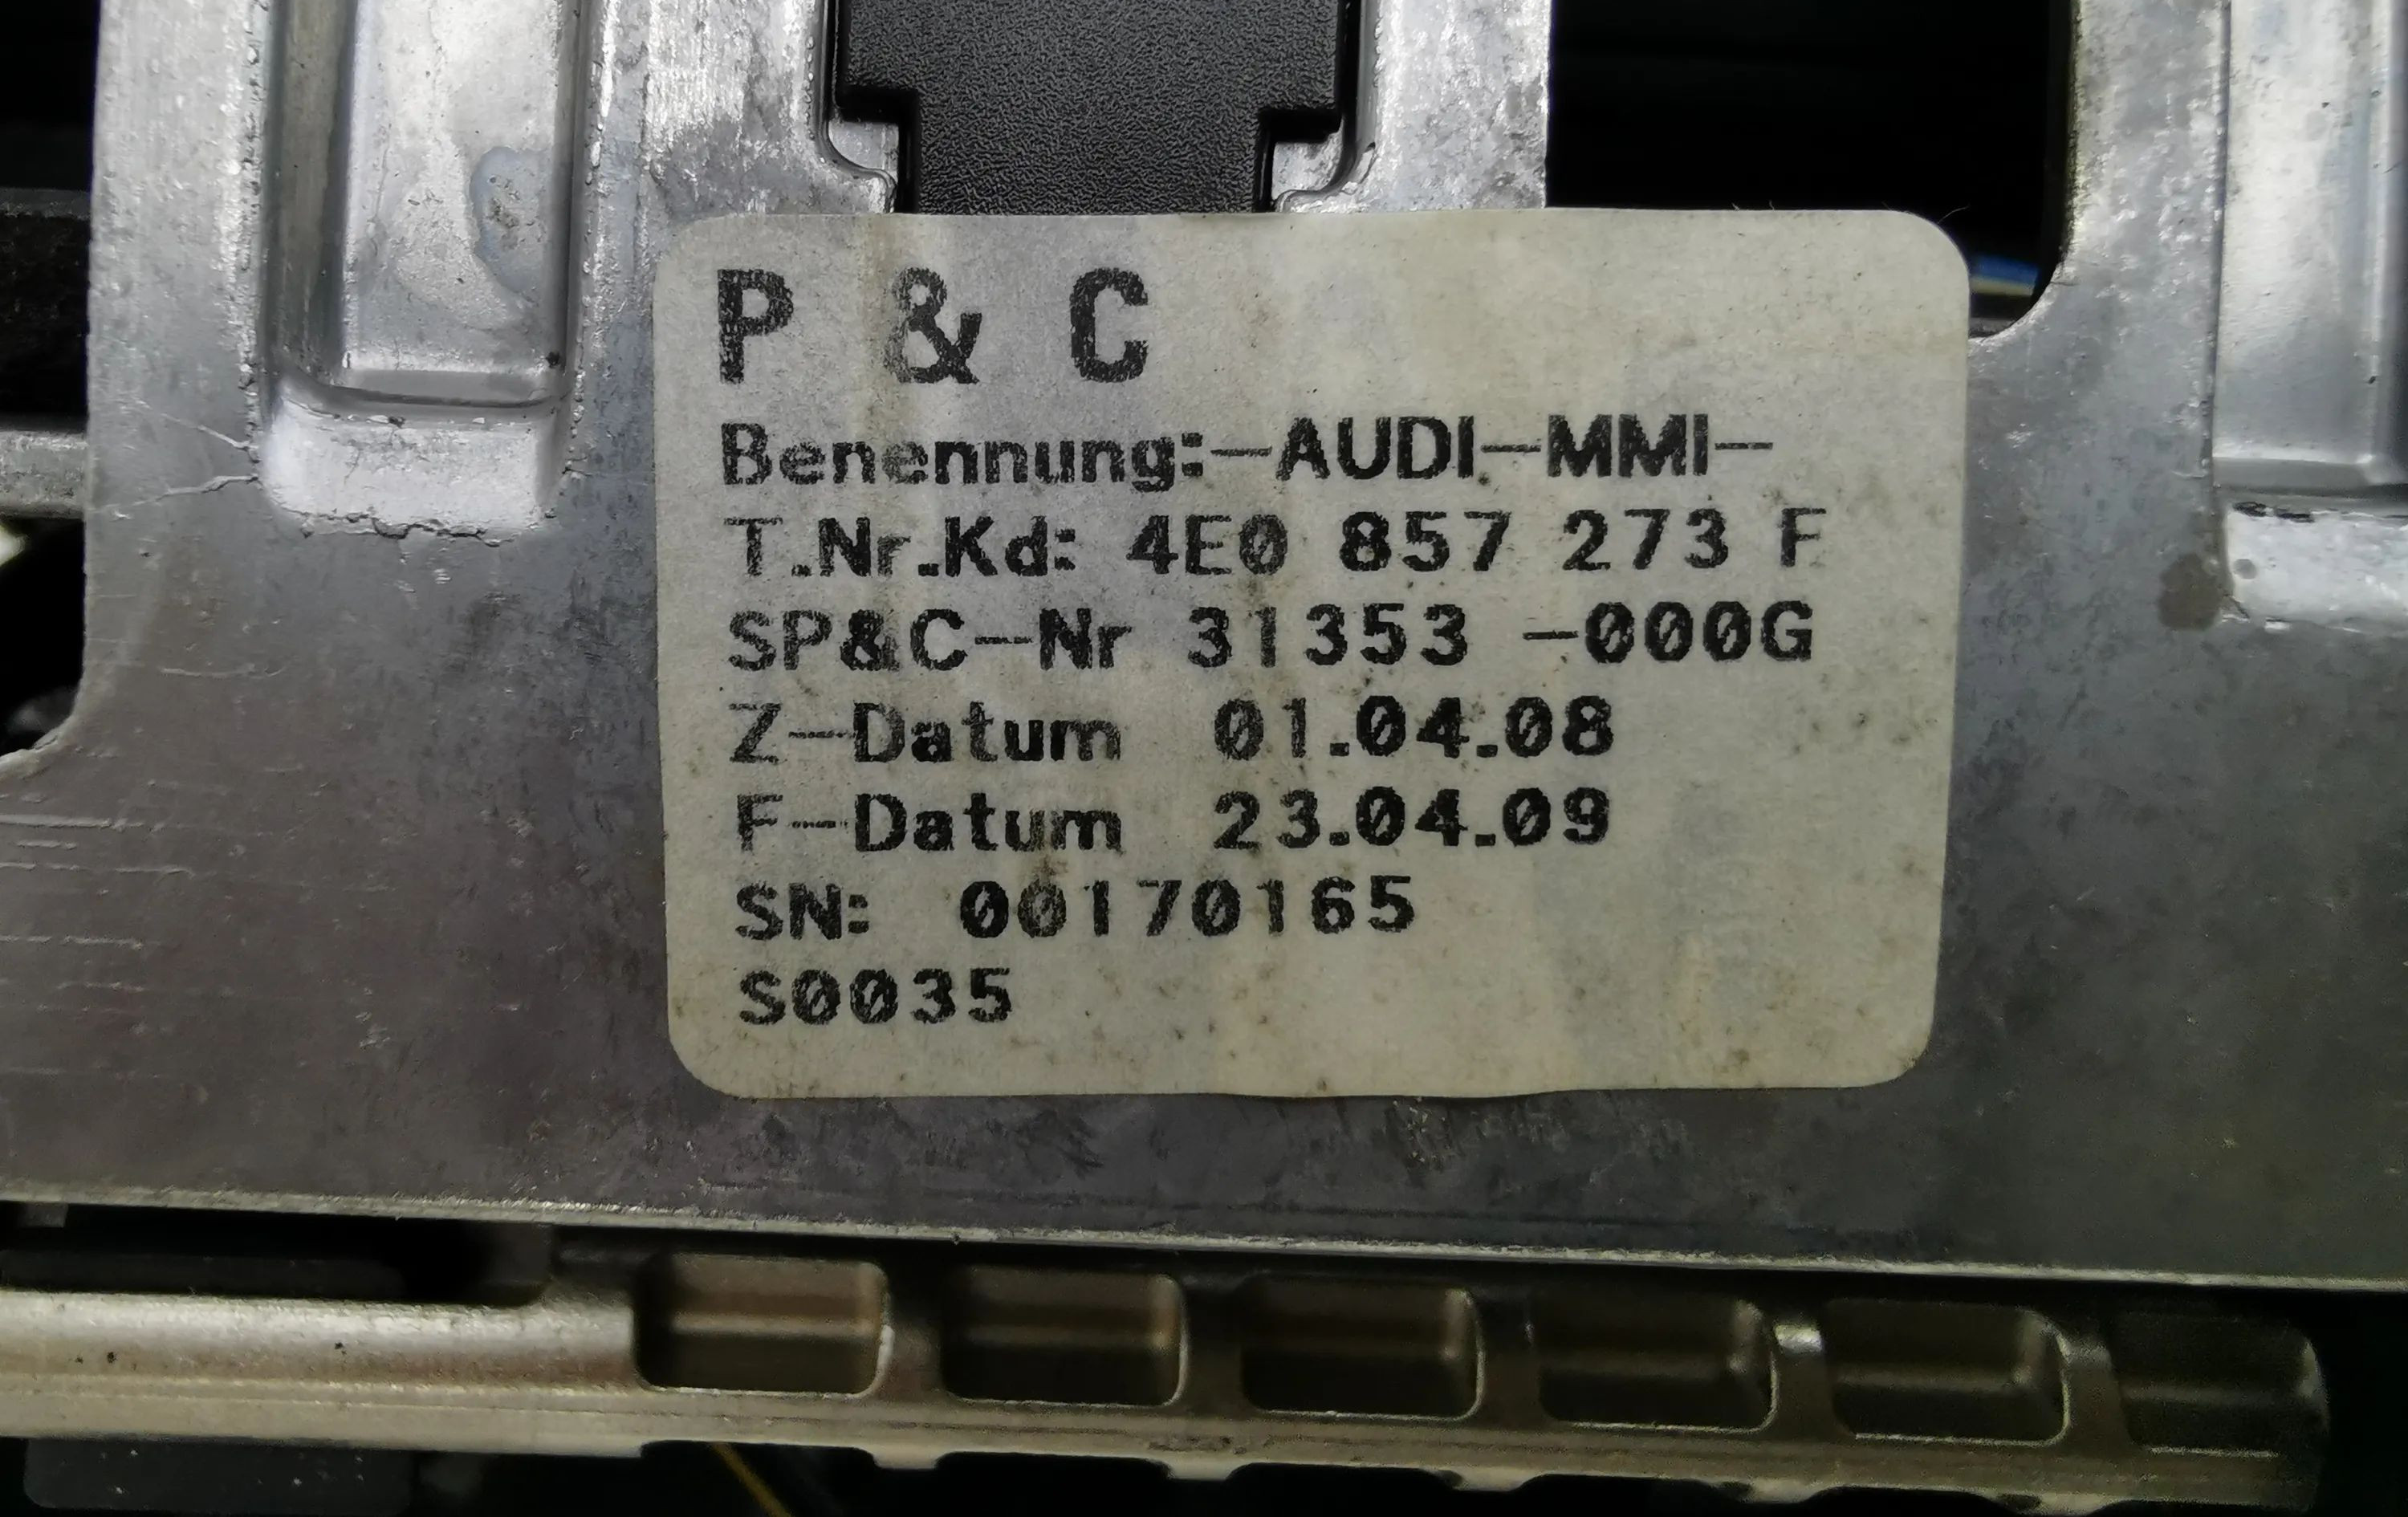 P & C
Benennung:-AUDI-MMI-
T.Nr.Kd: 4E0 857 273 F
SP&C-Nr 31353 -000G
Z-Datum 01.04.08
F-Datum 23.04.09
SN: 00170165
S0035